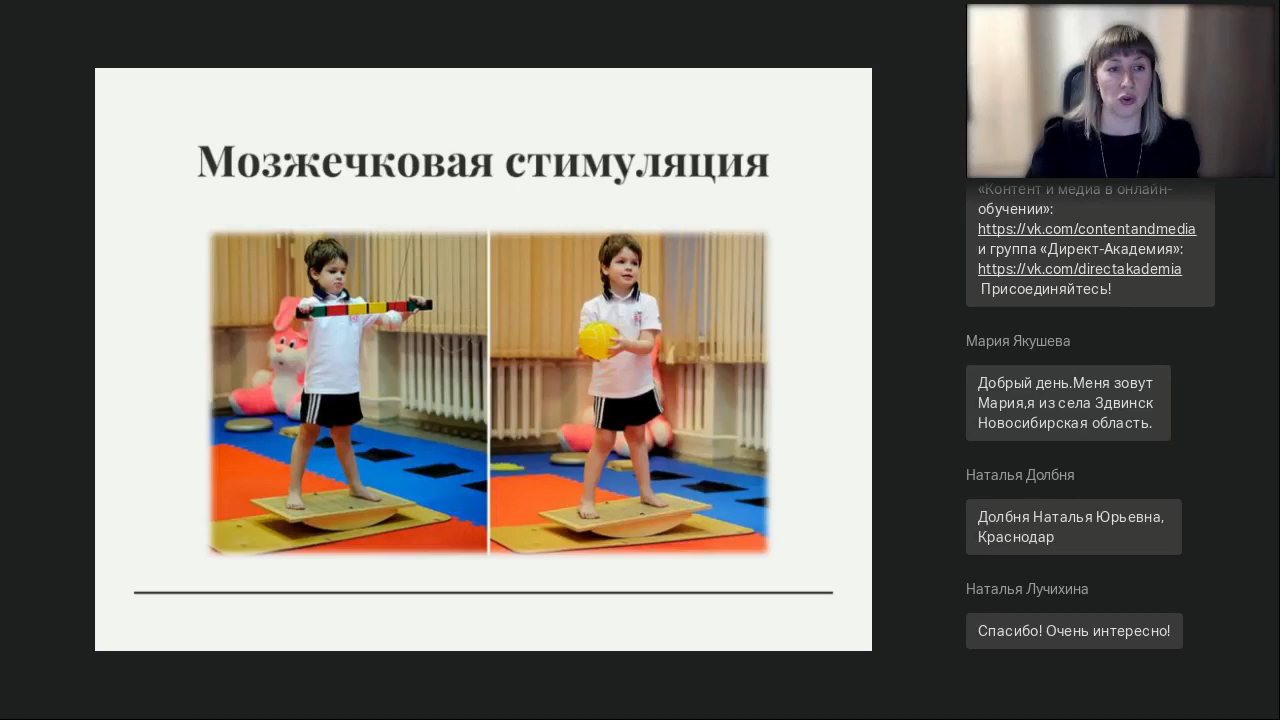 Мозжечковая стимуляция
«Контент и медиа в онлайн-
обучении»:
https://vk.com/contentandmedia
и группа «Директ-Академия»:
https://vk.com/directakademia
Присоединяйтесь!
Мария Якушева
Добрый день.Меня зовут
Мария,я из села Здвинск
Новосибирская область.
Наталья Долбня
Долбня Наталья Юрьевна,
Краснодар
Наталья Лучихина
Спасибо! Очень интересно!